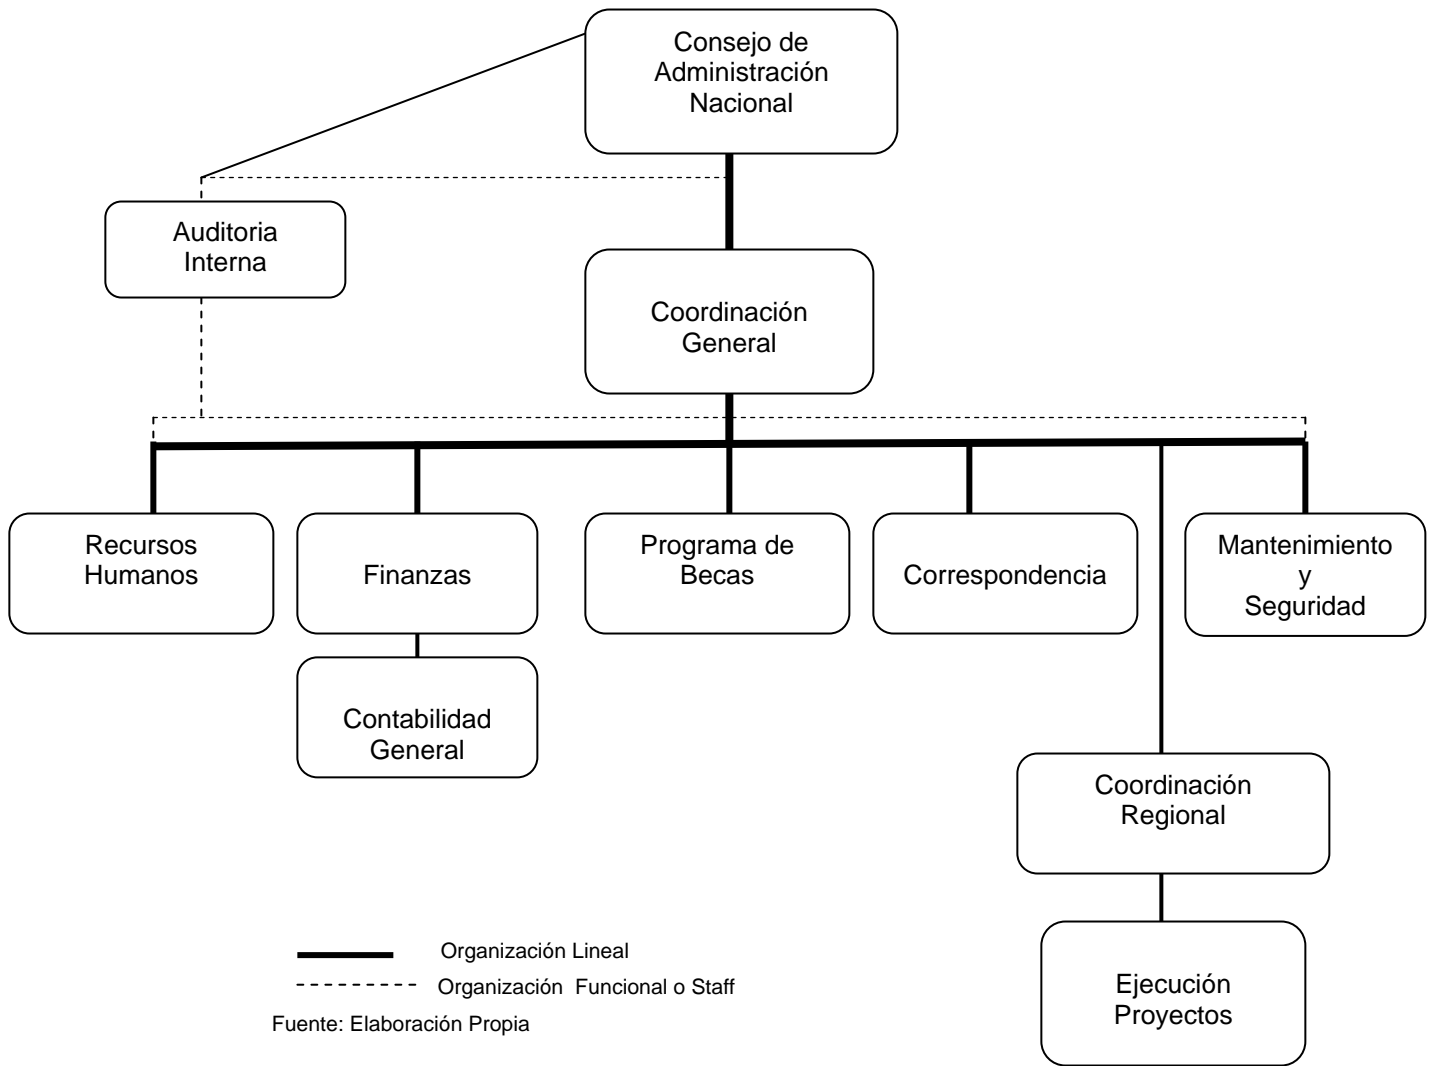 Consejo de
Administración
Nacional
Auditoria
Interna
Coordinación
General
Recursos
Humanos
Finanzas
Programa de
Becas
Correspondencia
Mantenimiento
y
Seguridad
Contabilidad
General
Coordinación
Regional
Ejecución
Proyectos
Organización Lineal
Organización Funcional o Staff
Fuente: Elaboración Propia